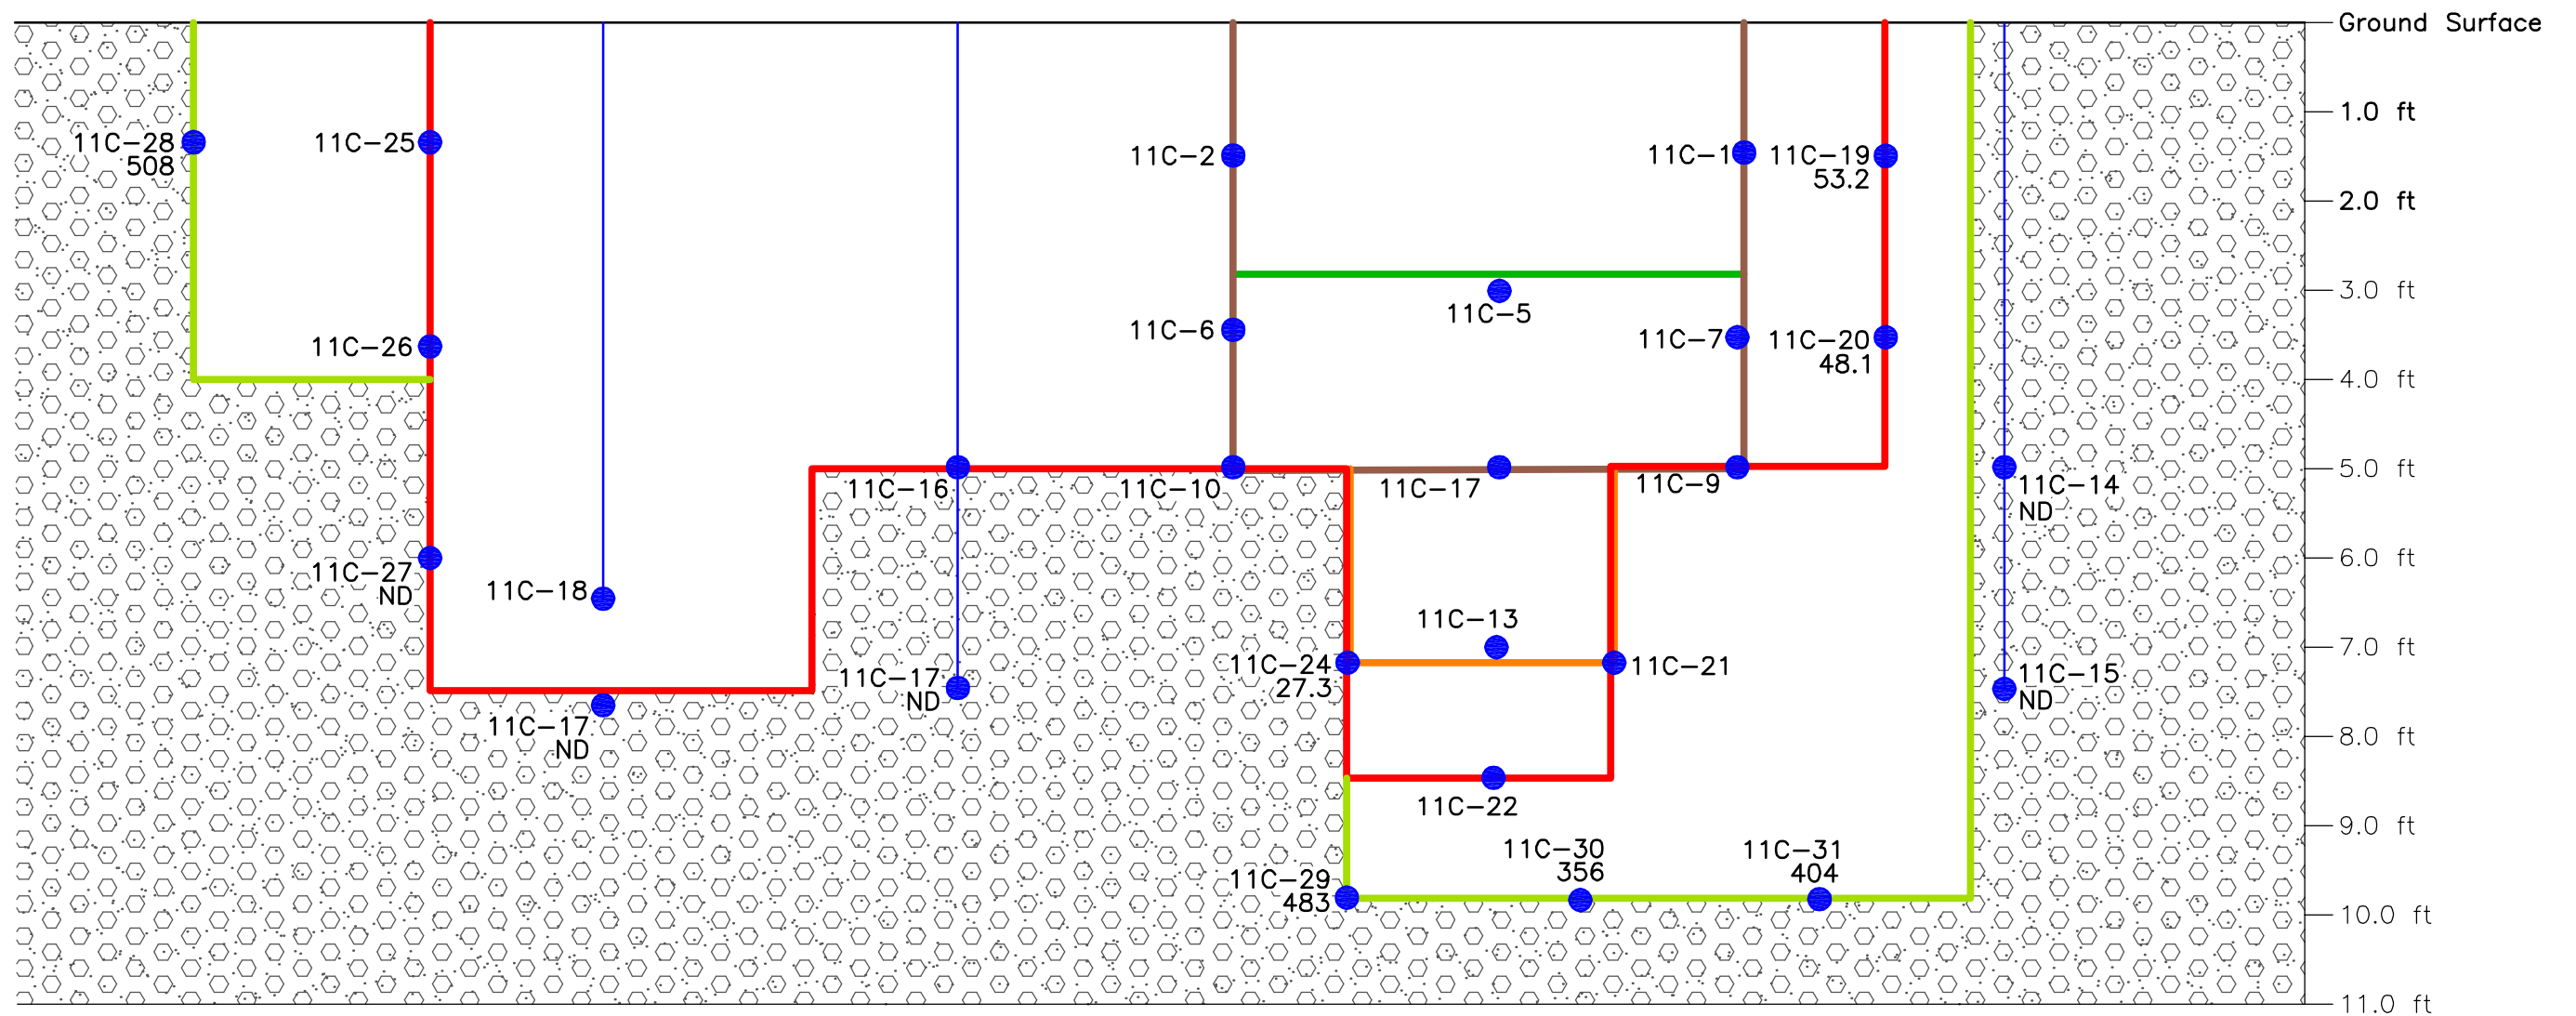 Ground Surface
1.0 ft
11C-28
508
11C-25
11C-2
11C-1
11C-19
53.2
2.0 ft
3.0 ft
11C-5
11C-6
11C-7
11C-20
48.1
11C-26
4.0 ft
5.0 ft
11C-16
11C-10
11C-17
11C-9
11C-14
ND
6.0 ft
11C-27
ND
11C-18
11C-13
7.0 ft
11C-24
27.3
11C-21
11C-17
ND
11C-15
ND
11C-17
ND
8.0 ft
11C-22
9.0 ft
11C-30
356
11C-31
404
11C-29
483
10.0 ft
11.0 ft